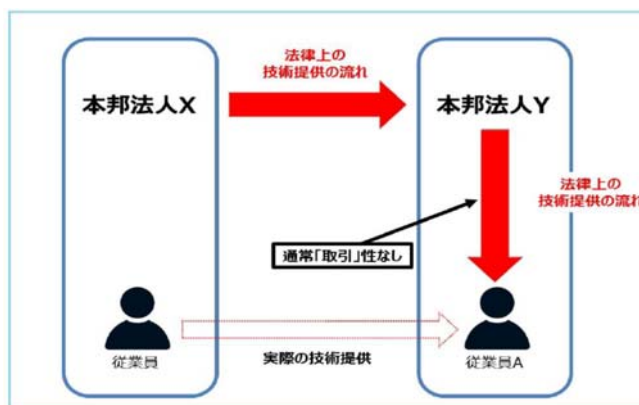 法律上の
技術提供の流れ
本邦法人X
本邦法人Y
法律上の
技術提供の流れ
通常「取引」性なし
従業員
実際の技術提供
従業員A